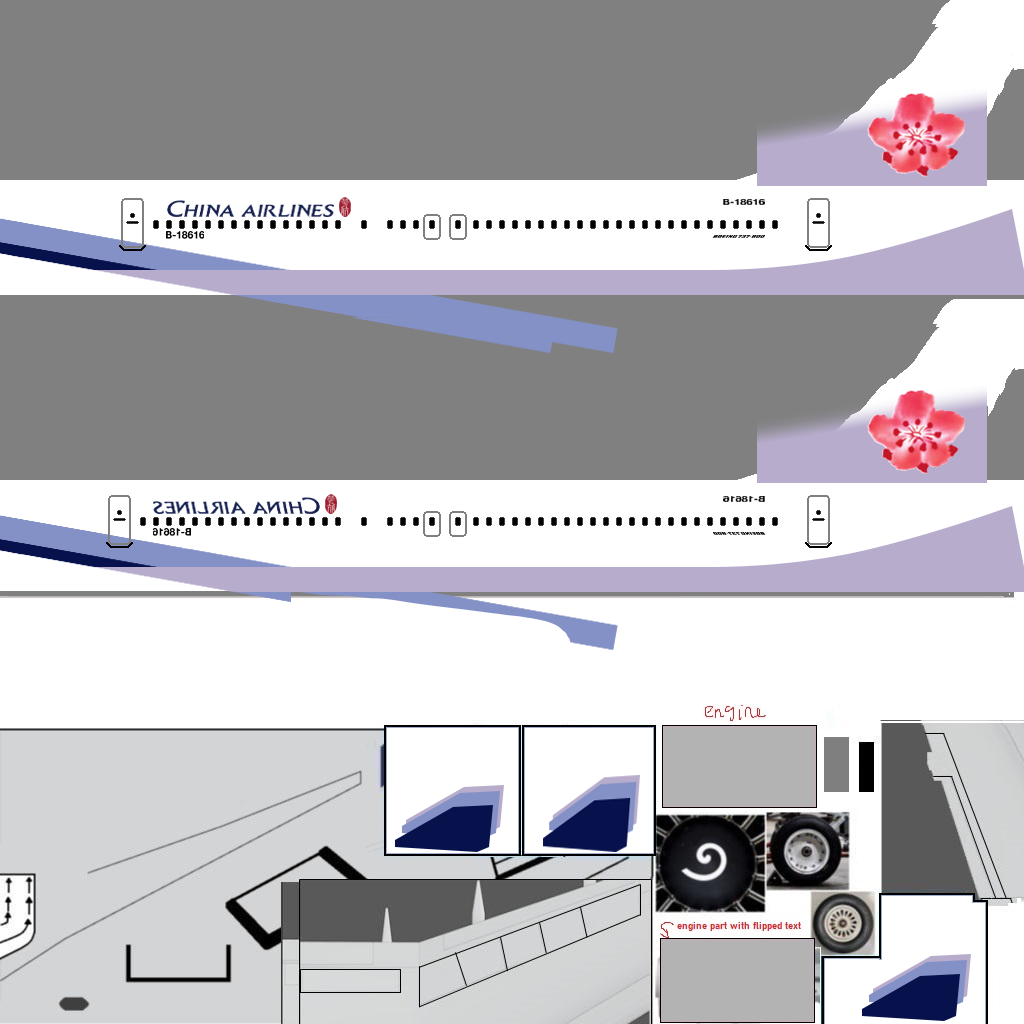 CHINA AIRLINES
B-18616
B-18616
BOEING 737-800
CHINA AIRLINES
B-18616
B-18616
BOEING 737-800
engine
engine part with flipped text